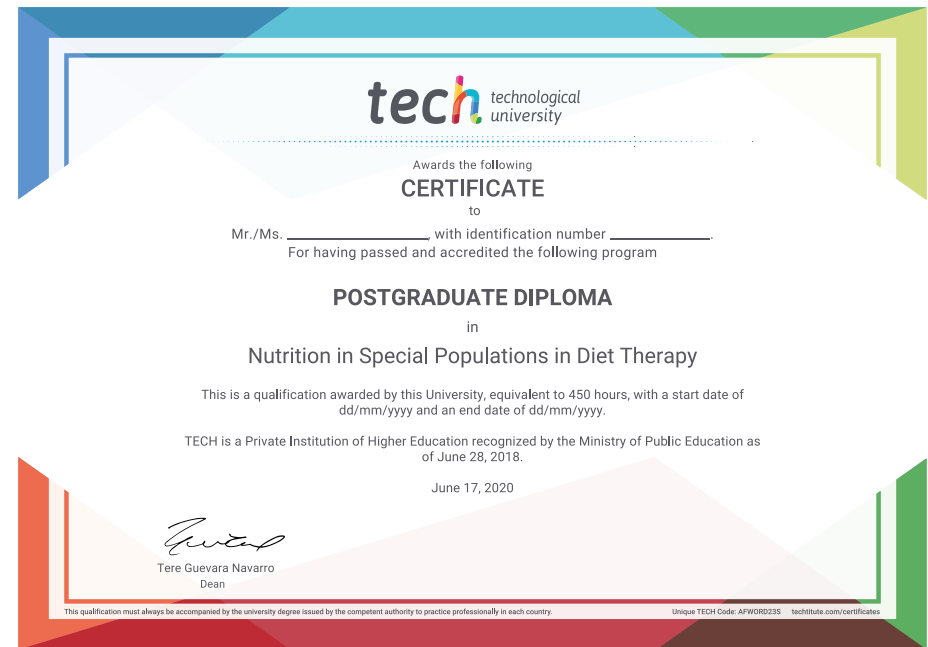 tech technological
university
Awards the following
CERTIFICATE
to
Mr./Ms. ____________________, with identification number ______________.
For having passed and accredited the following program
POSTGRADUATE DIPLOMA
in
Nutrition in Special Populations in Diet Therapy
This is a qualification awarded by this University, equivalent to 450 hours, with a start date of
dd/mm/yyyy and an end date of dd/mm/yyyy.
TECH is a Private Institution of Higher Education recognized by the Ministry of Public Education as
of June 28, 2018.
June 17, 2020
Tere Guevara Navarro
Dean
This qualification must always be accompanied by the university degree issued by the competent authority to practice professionally in each country. Unique TECH Code: AFWORD23S techtitute.com/certificates